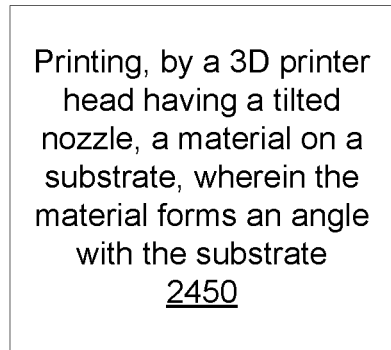 Printing, by a 3D printer
head having a tilted
nozzle, a material on a
substrate, wherein the
material forms an angle
with the substrate
2450